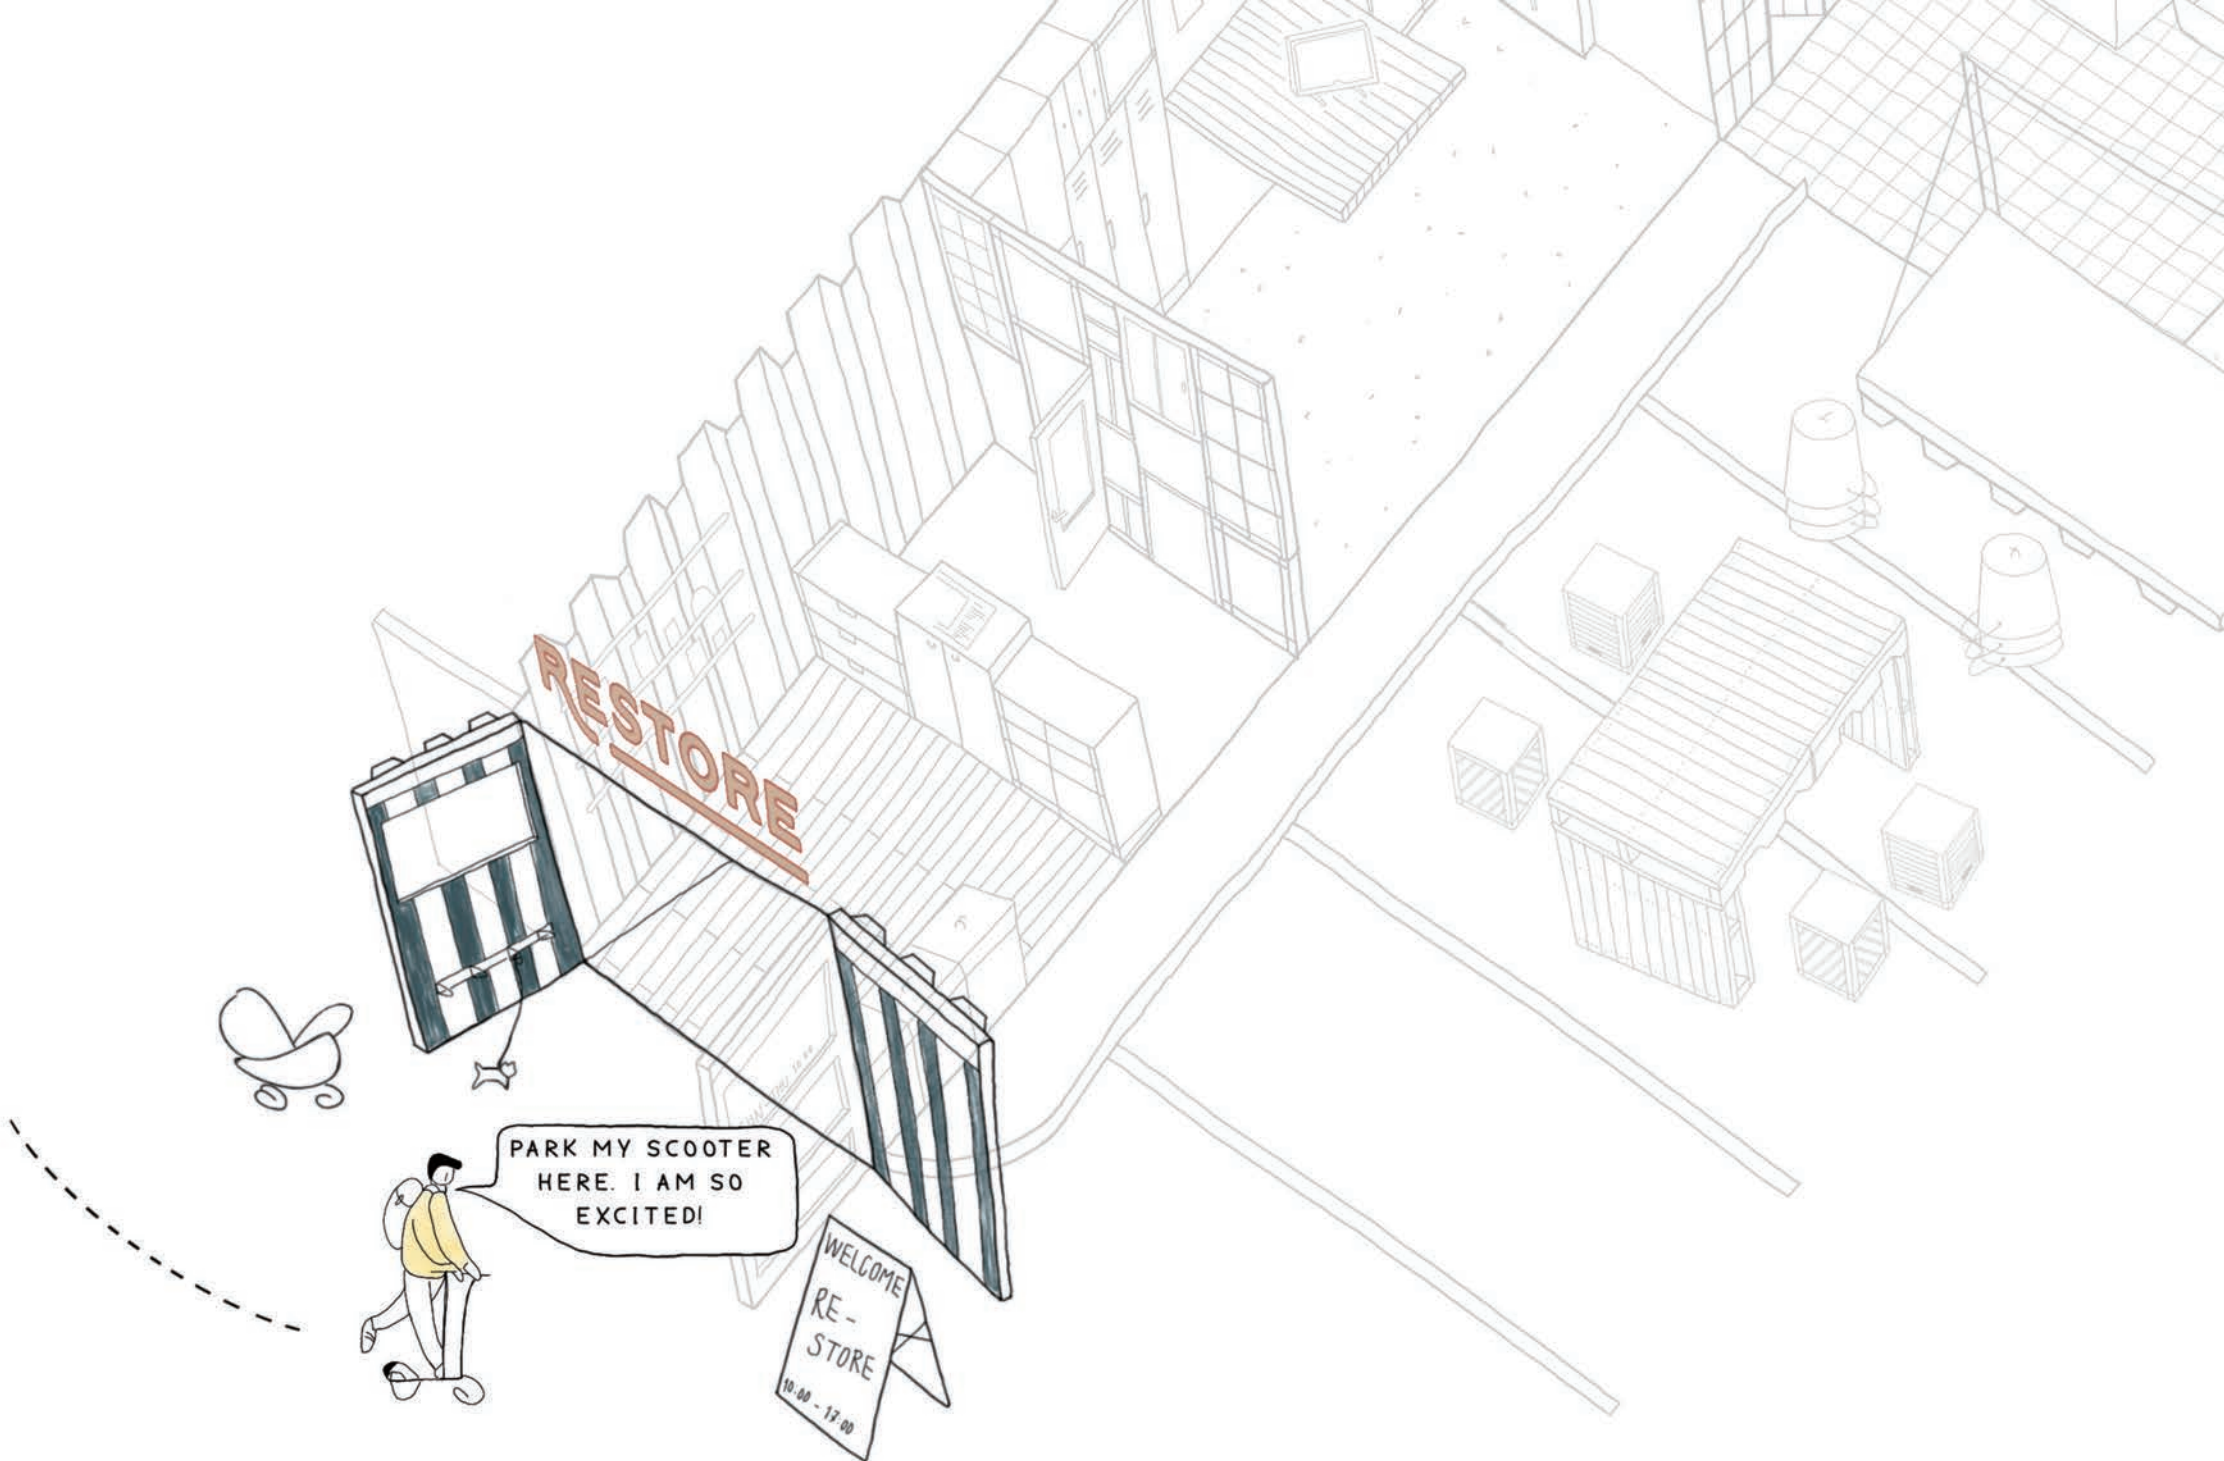 RESTORE
PARK MY SCOOTER
HERE. I AM SO
EXCITED!
WELCOME
RE-
STORE
10:00 - 17:00